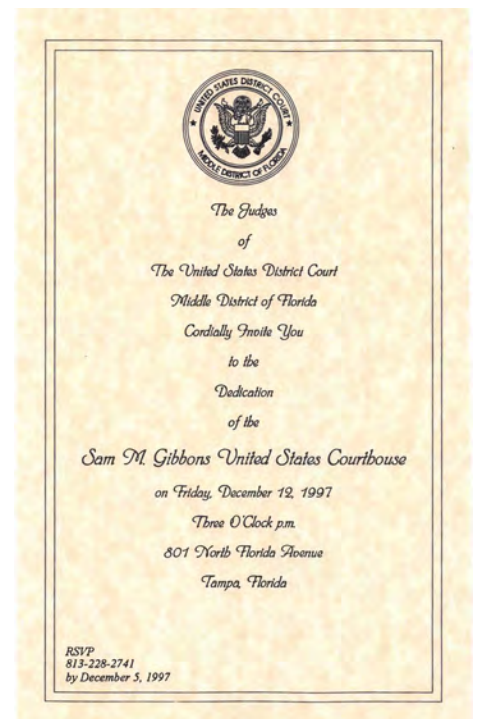 UNITED STATES DISTRICT COURT
MIDDLE DISTRICT OF FLORIDA
The Judges
of
The United States District Court
Middle District of Florida
Cordially Invite You
to the
Dedication
of the
Sam M. Gibbons United States Courthouse
on Friday, December 12, 1997
Three O'Clock p.m.
801 North Florida Avenue
Tampa, Florida
RSVP
813-228-2741
by December 5, 1997